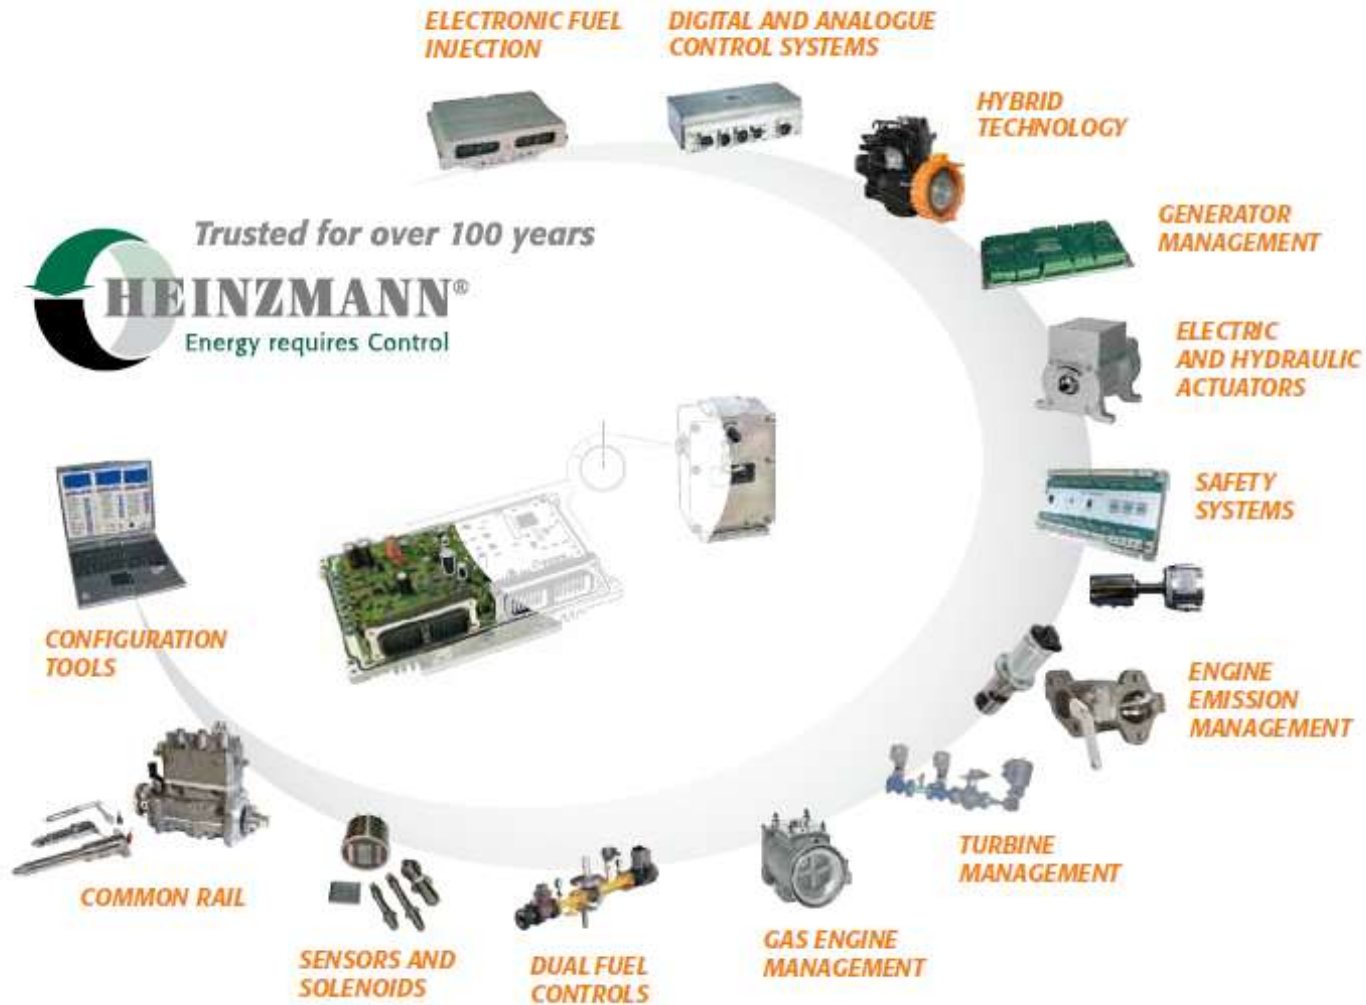 ELECTRONIC FUEL
INJECTION
DIGITAL AND ANALOGUE
CONTROL SYSTEMS
HYBRID
TECHNOLOGY
Trusted for over 100 years
HEINZMANN®
Energy requires Control
GENERATOR
MANAGEMENT
ELECTRIC
AND HYDRAULIC
ACTUATORS
SAFETY
SYSTEMS
ENGINE
EMISSION
MANAGEMENT
TURBINE
MANAGEMENT
GAS ENGINE
MANAGEMENT
DUAL FUEL
CONTROLS
SENSORS AND
SOLENOIDS
COMMON RAIL
CONFIGURATION
TOOLS